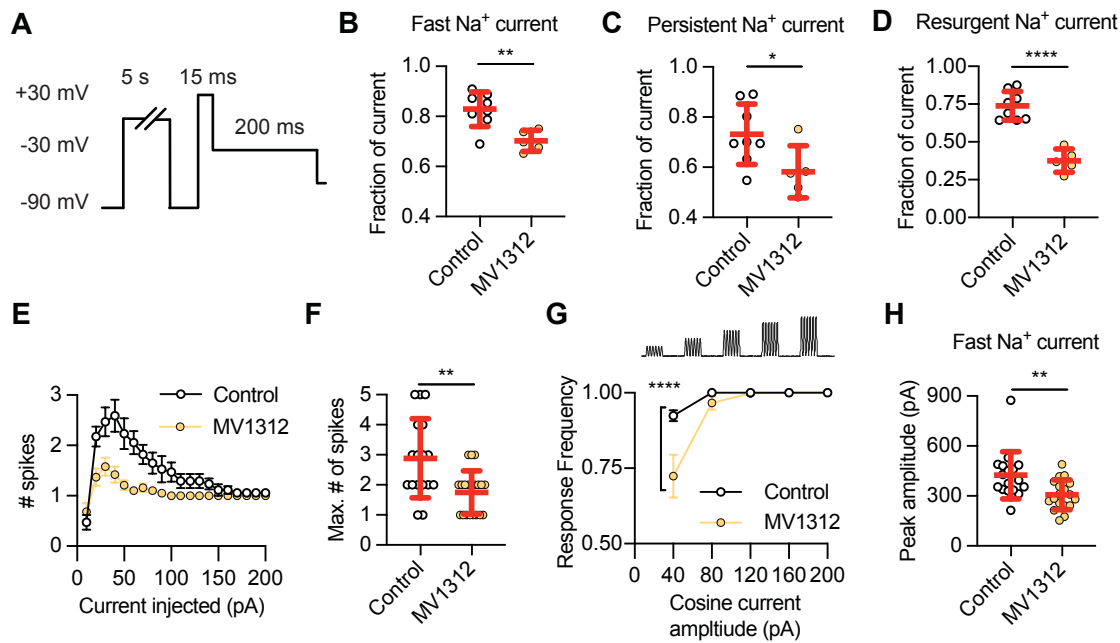 A
+30 mV
-30 mV
-90 mV
5 s
15 ms
200 ms
B
Fast Na+ current
**
Fraction of current
1.0
0.8
0.6
0.4
Control
MV1312
C
Persistent Na+ current
*
Fraction of current
1.0
0.8
0.6
0.4
Control
MV1312
D
Resurgent Na+ current
****
Fraction of current
1.00
0.75
0.50
0.25
0.00
Control
MV1312
E
# spikes
3
2
1
0
Control
MV1312
0 50 100 150 200
Current injected (pA)
F
**
Max. # of spikes
5
4
3
2
1
0
Control
MV1312
G
****
Response Frequency
1.00
0.75
0.50
Control
MV1312
0 40 80 120 160 200
Cosine current
ampltiude (pA)
H
Fast Na+ current
**
Peak amplitude (pA)
900
600
300
0
Control
MV1312